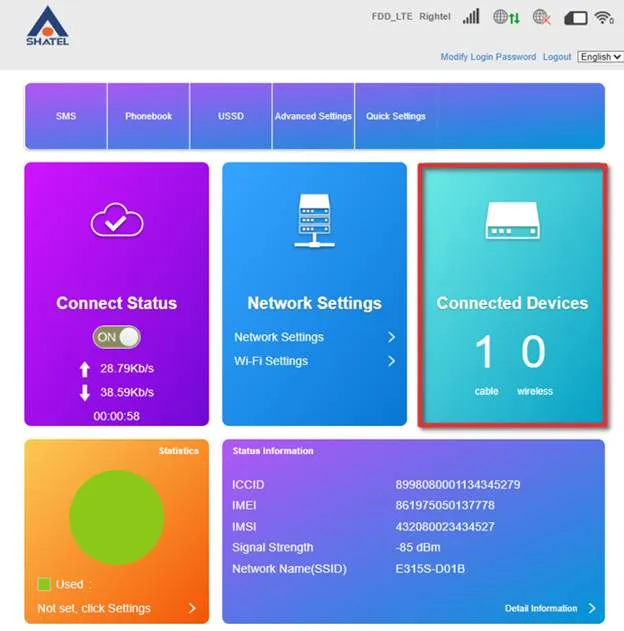 SHATEL
FDD_LTE Rightel
Modify Login Password Logout English
SMS Phonebook USSD Advanced Settings Quick Settings
Connect Status
ON
28.79Kb/s
38.59Kb/s
00:00:58
Network Settings
Network Settings
Wi-Fi Settings
Connected Devices
1 0
cable wireless
Statistics
Used :
Not set, click Settings
Status Information
ICCID 8998080001134345279
IMEI 861975050137778
IMSI 432080023434527
Signal Strength -85 dBm
Network Name(SSID) E315S-D01B
Detail Information